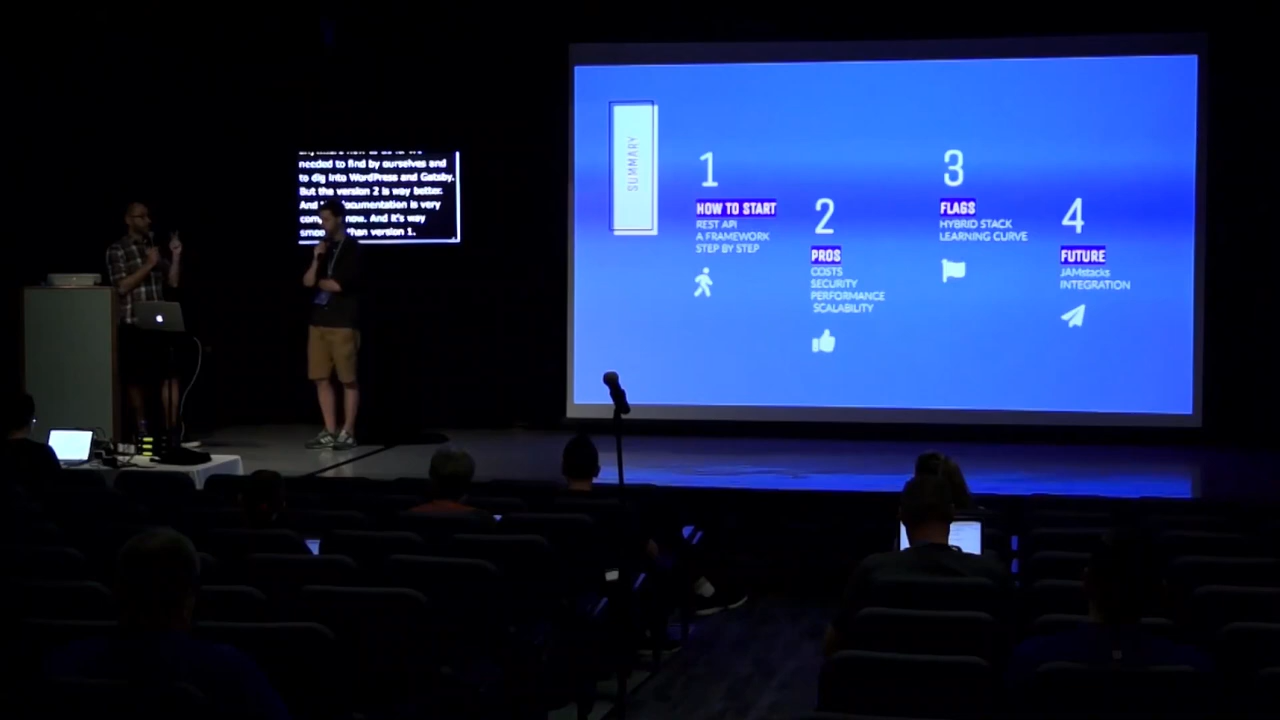 needed to find by ourselves and
to dig into WordPress and Gatsby.
But the version 2 is way better.
And documentation is very
now. And it's way
than version 1.
SUMMARY
1
HOW TO START
REST API
A FRAMEWORK
STEP BY STEP
2
PROS
COSTS
SECURITY
PERFORMANCE
SCALABILITY
3
FLAGS
HYBRID STACK
LEARNING CURVE
4
FUTURE
JAMstacks
INTEGRATION